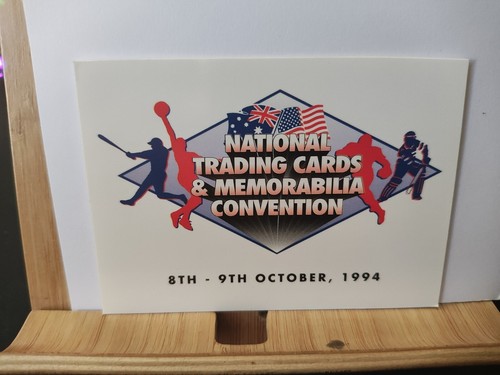 NATIONAL
TRADING CARDS
& MEMORABILIA
CONVENTION
8TH - 9TH OCTOBER, 1994